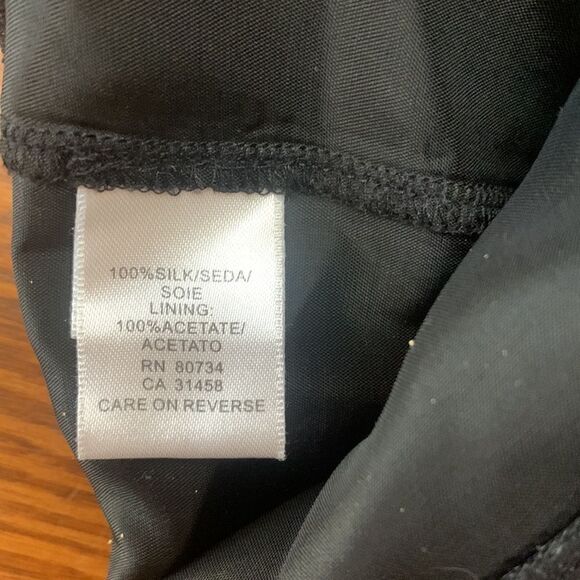 100%SILK/SEDA/
SOIE
LINING:
100%ACETATE/
ACETATO
RN 80734
CA 31458
CARE ON REVERSE